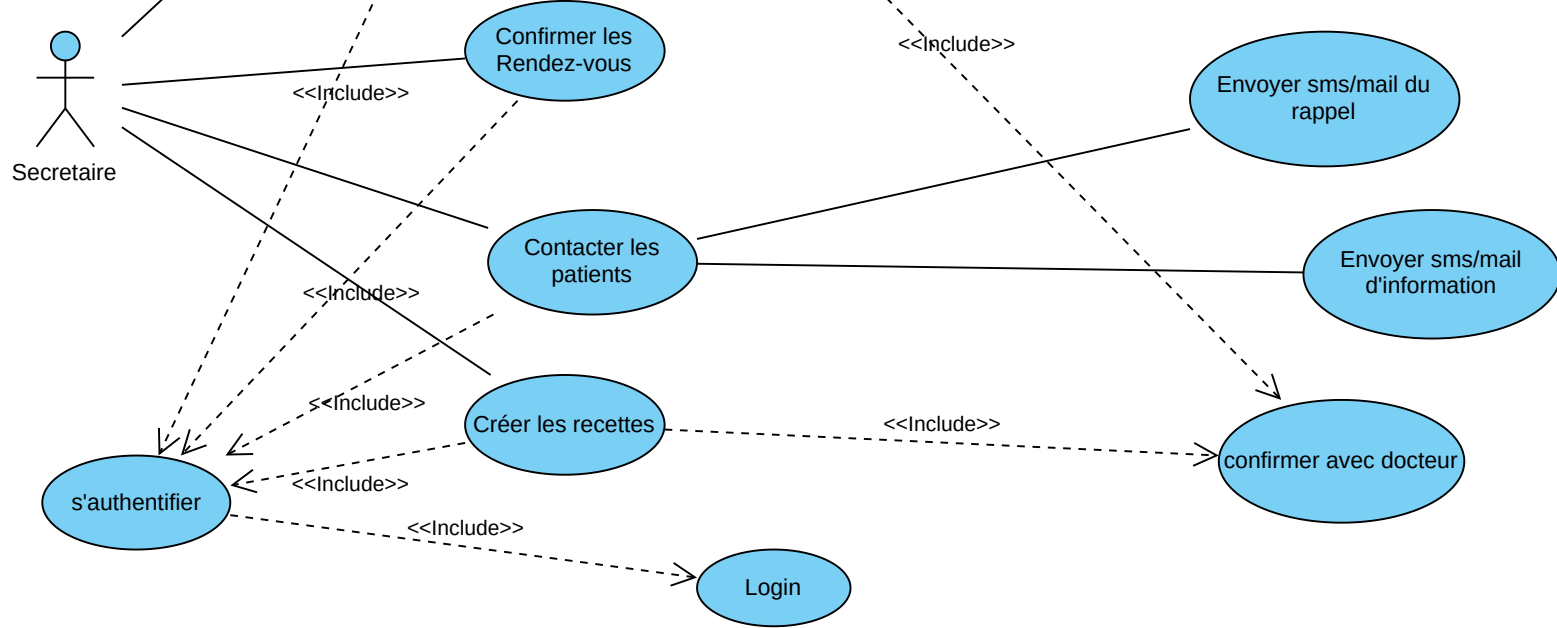 Confirmer les
Rendez-vous
<<Include>>
Envoyer sms/mail du
rappel
<<Include>>
Secretaire
Contacter les
patients
Envoyer sms/mail
d'information
<<Include>>
<<Include>>
Créer les recettes
<<Include>>
confirmer avec docteur
<<Include>>
s'authentifier
<<Include>>
Login